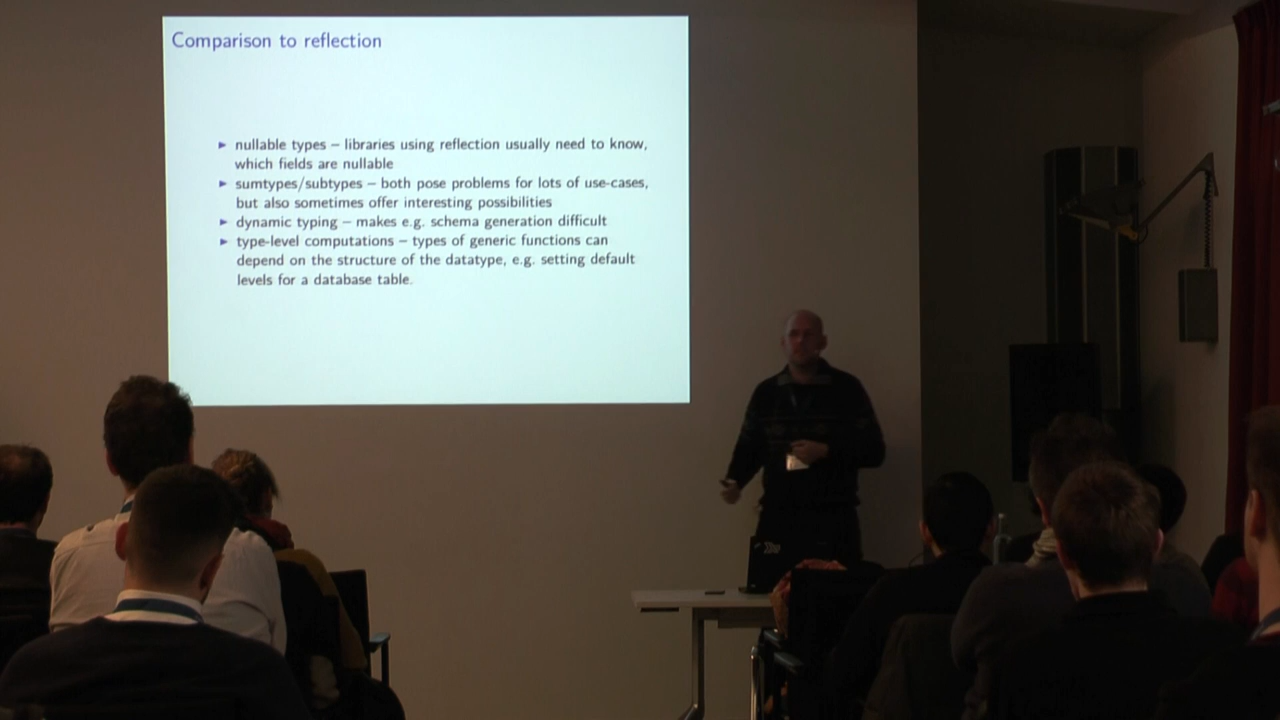 Comparison to reflection
► nullable types – libraries using reflection usually need to know,
which fields are nullable
► sumtypes/subtypes – both pose problems for lots of use-cases,
but also sometimes offer interesting possibilities
► dynamic typing – makes e.g. schema generation difficult
► type-level computations – types of generic functions can
depend on the structure of the datatype, e.g. setting default
levels for a database table.